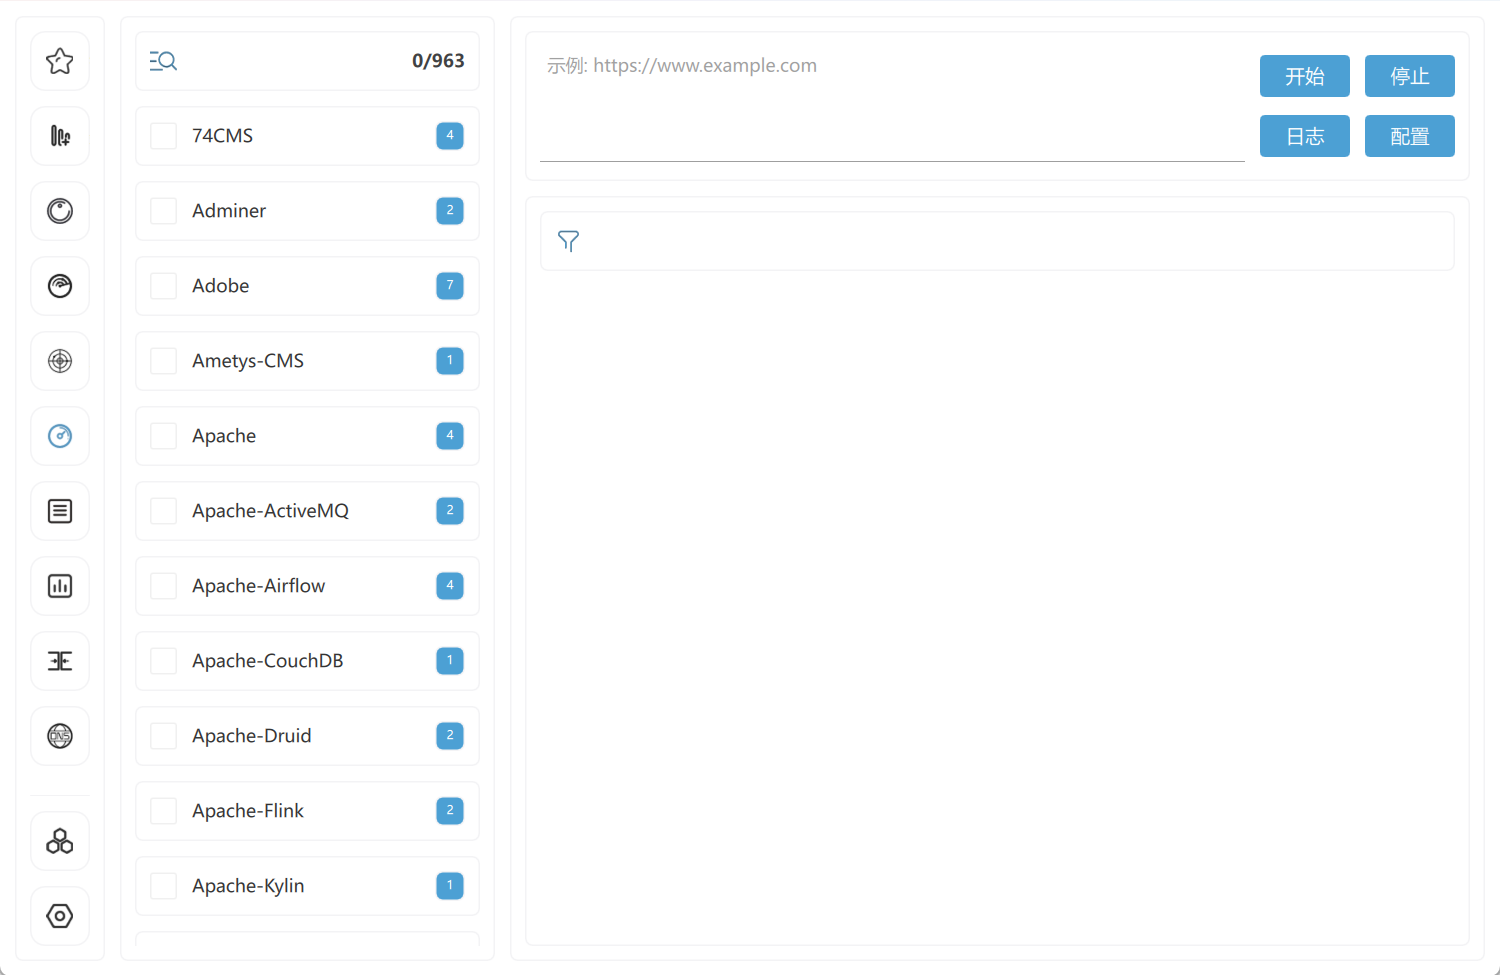 0/963
74CMS 4
Adminer 2
Adobe 7
Ametys-CMS 1
Apache 4
Apache-ActiveMQ 2
Apache-Airflow 4
Apache-CouchDB 1
Apache-Druid 2
Apache-Flink 2
Apache-Kylin 1
DNS
示例: https://www.example.com
开始 停止
日志 配置